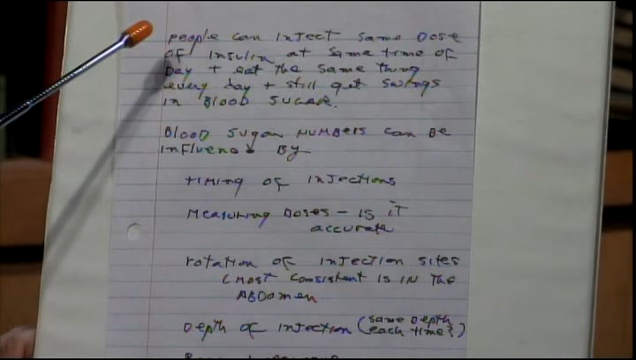 people can inject same Dose
of insulin at same time of
Day + eat the same thing
every day + still get swings
in Blood sugar.
Blood sugar numbers can be
influenced By
timing of injections
Measuring Doses - is it
accurate
rotation of injection sites
(most consistent is in the
ABDomen
Depth of injection (same Depth
each time?)